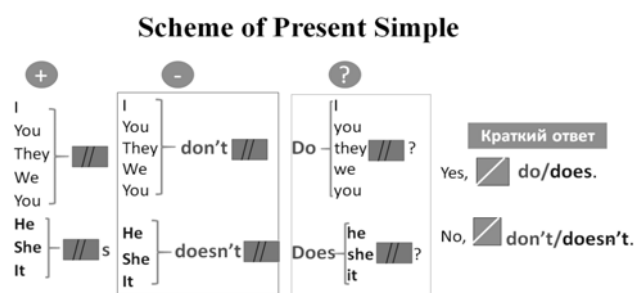 Scheme of Present Simple
+
I
You
They
We
You
He
She
It
s
-
I
You
They
We
You
don't
He
She
It
doesn't
?
Do
I
you
they
we
you
?
Does
he
she
it
?
Краткий ответ
Yes, do/does.
No, don't/doesn't.